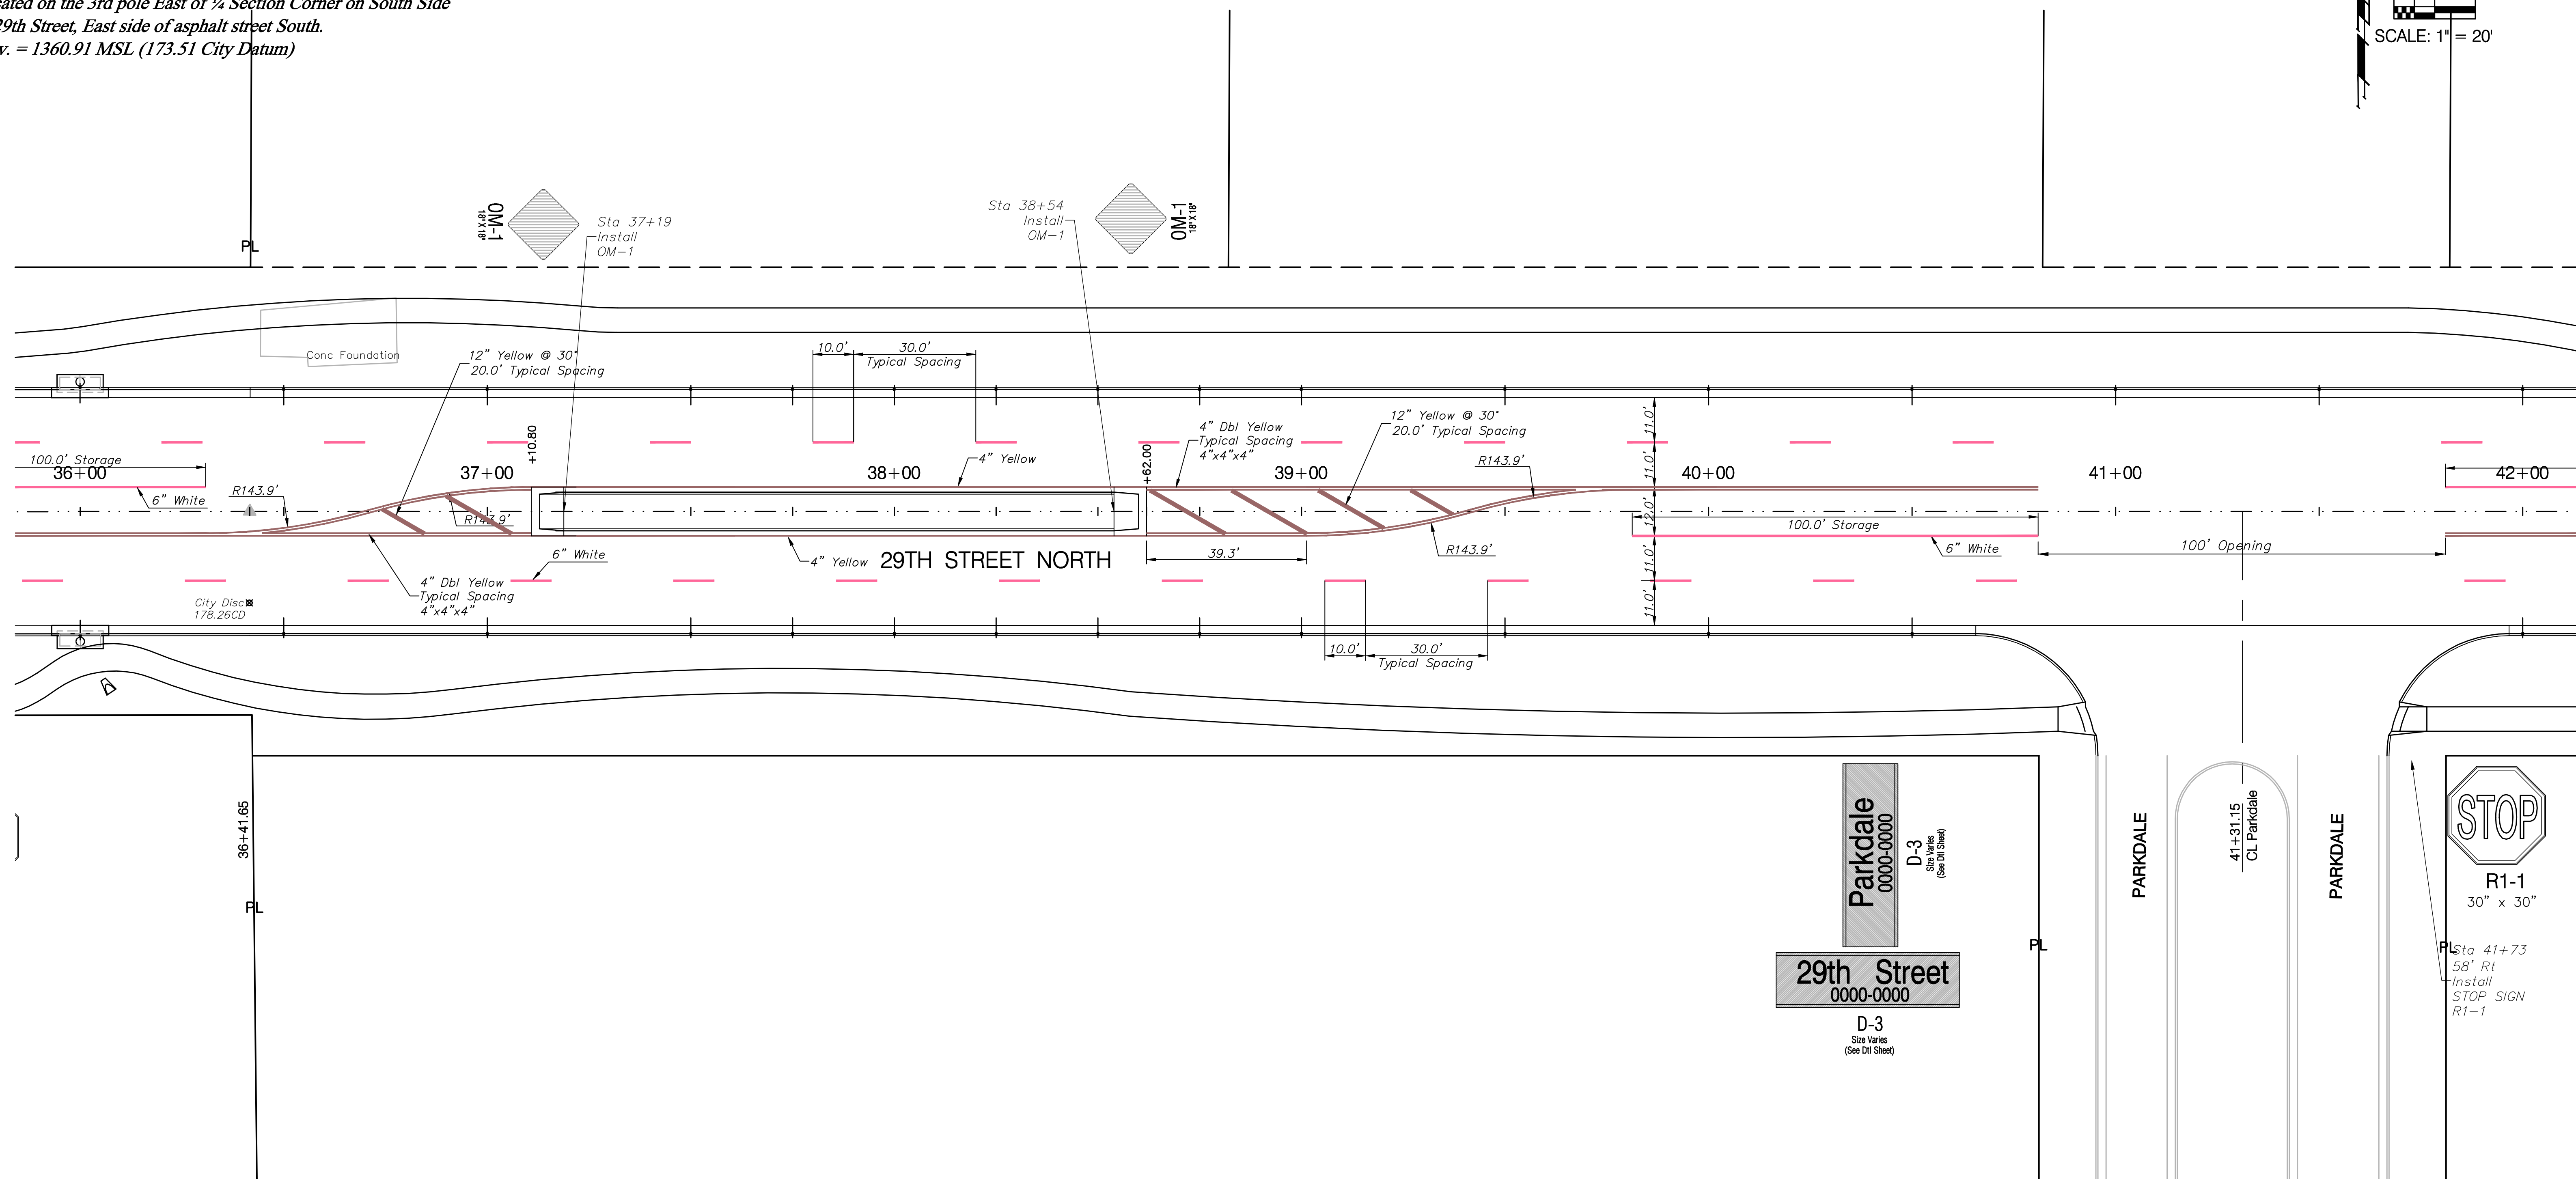 ated on the 3rd pole East of ¼ Section Corner on South Side
29th Street, East side of asphalt street South.
v. = 1360.91 MSL (173.51 City Datum)
SCALE: 1" = 20'
OM-1
18"X18"
Sta 37+19
Install
OM-1
Sta 38+54
Install
OM-1
OM-1
18"X18"
PL
Conc Foundation
12" Yellow @ 30°
20.0' Typical Spacing
10.0'
30.0'
Typical Spacing
4" Dbl Yellow
Typical Spacing
4"x4"x4"
12" Yellow @ 30°
20.0' Typical Spacing
11.0'
100.0' Storage
36+00
37+00
+10.80
38+00
4" Yellow
+62.00
39+00
R143.9'
11.0'
40+00
41+00
42+00
6" White
R143.9'
R143.9'
12.0'
100.0' Storage
6" White
4" Yellow
29TH STREET NORTH
39.3'
R143.9'
11.0'
6" White
100' Opening
4" Dbl Yellow
Typical Spacing
4"x4"x4"
City Disc
178.26CD
11.0'
10.0'
30.0'
Typical Spacing
36+41.65
PL
Parkdale
0000-0000
D-3
Size Varies
(See Dtl Sheet)
29th Street
0000-0000
D-3
Size Varies
(See Dtl Sheet)
PL
PARKDALE
41+31.15
CL Parkdale
PARKDALE
STOP
R1-1
30" x 30"
PL
Sta 41+73
58' Rt
Install
STOP SIGN
R1-1